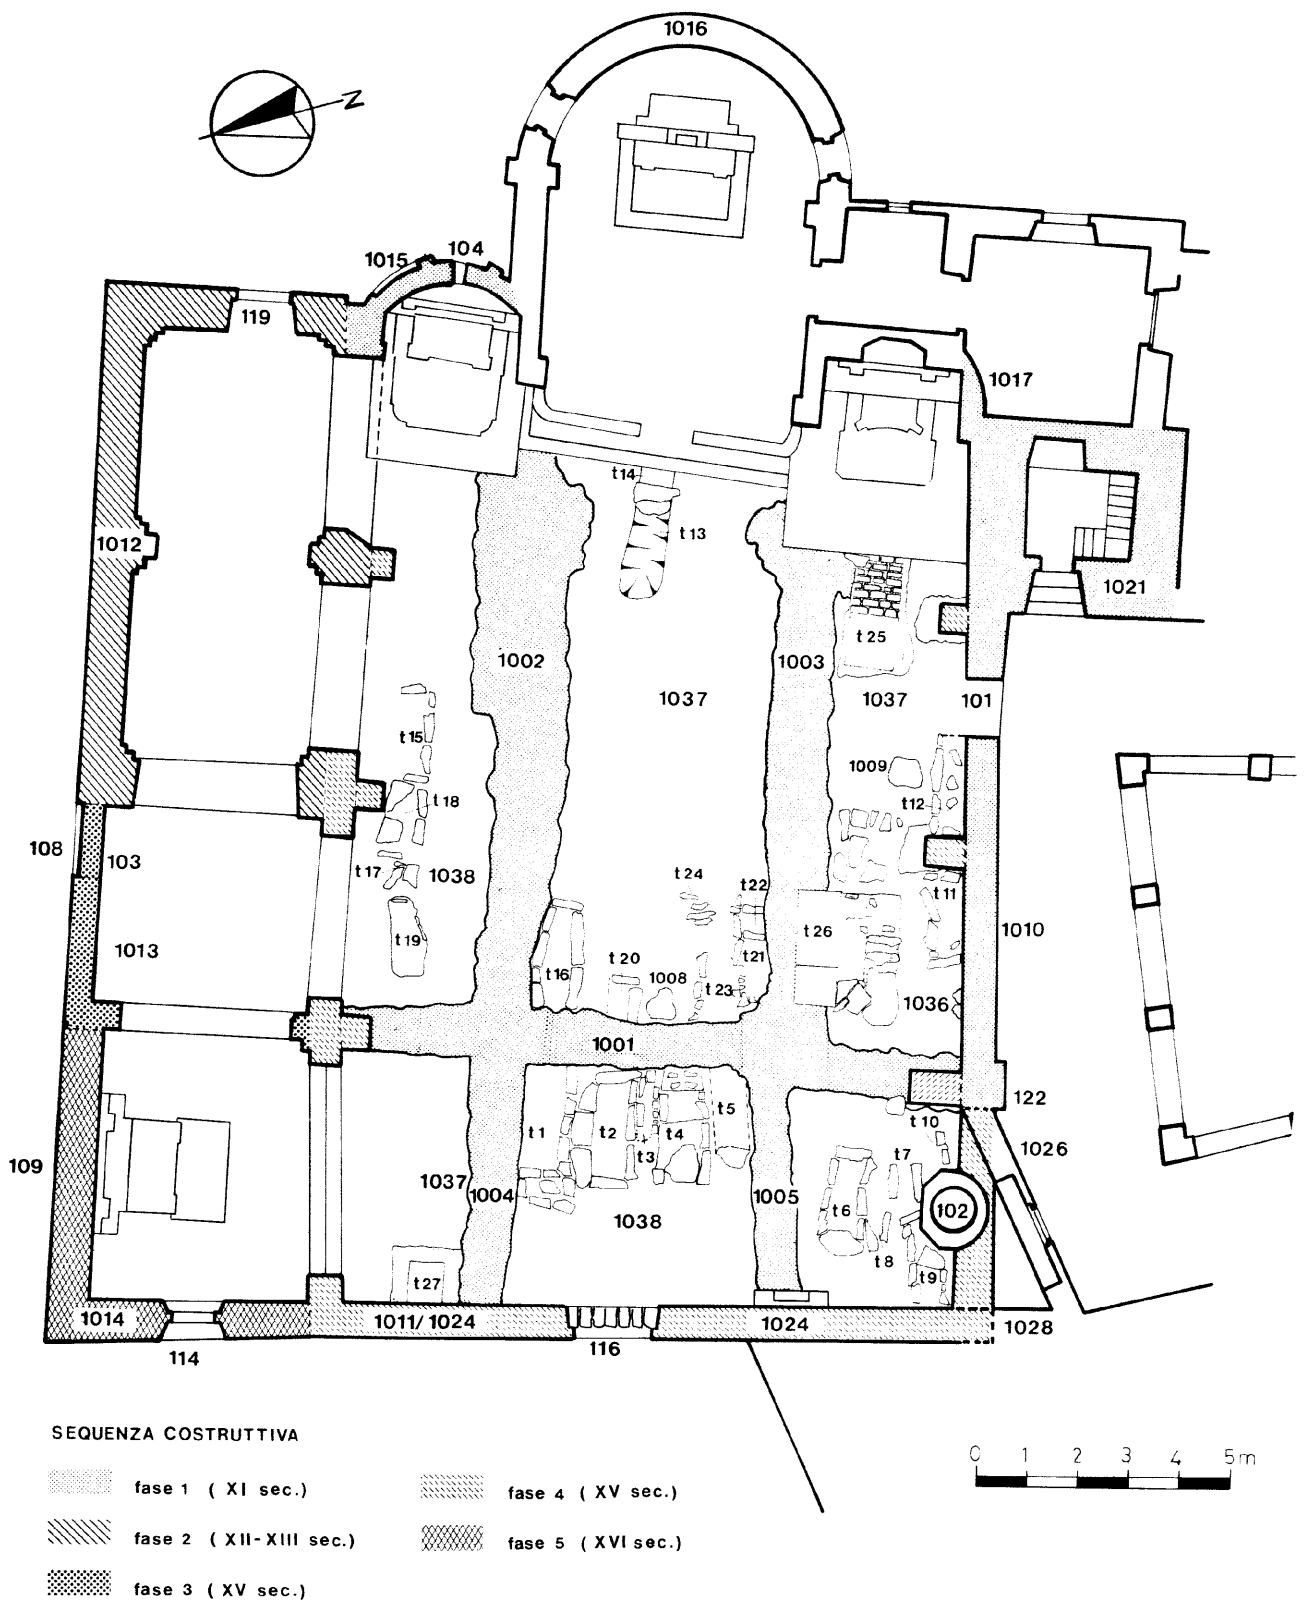 1016
N
104
1015
119
1017
t14
t13
1012
1021
t25
1002
1003
1037
1037
101
t15
1009
t18
t12
108
103
t17
1038
t24
t22
t11
1013
t19
t26
1010
t16
t20
1008
t21
t23
1036
1001
122
t5
t10
t1
t2
t4
t3
t7
1026
109
1037
1004
1005
t6
102
1038
t8
t27
t9
1014
1011/1024
1024
1028
114
116
SEQUENZA COSTRUTTIVA
fase 1 ( XI sec.)
fase 2 ( XII-XIII sec.)
fase 3 ( XV sec.)
fase 4 ( XV sec.)
fase 5 ( XVI sec.)
0 1 2 3 4 5m